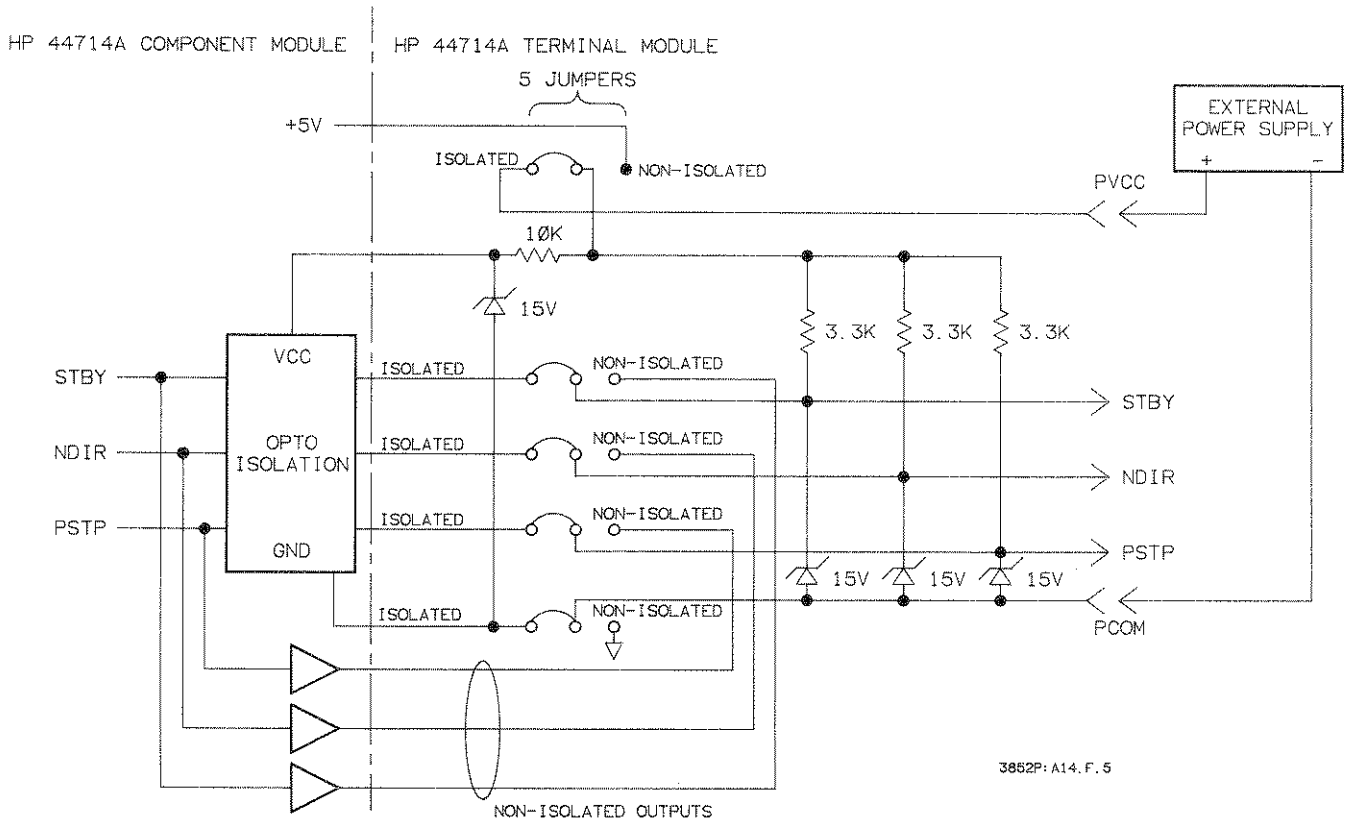 HP 44714A COMPONENT MODULE
HP 44714A TERMINAL MODULE
5 JUMPERS
+5V
ISOLATED
NON-ISOLATED
EXTERNAL
POWER SUPPLY
+
-
PVCC
10K
15V
3.3K
3.3K
3.3K
VCC
STBY
ISOLATED
NON-ISOLATED
STBY
NDIR
OPTO
ISOLATION
ISOLATED
NON-ISOLATED
NDIR
PSTP
ISOLATED
NON-ISOLATED
PSTP
GND
15V
15V
15V
ISOLATED
NON-ISOLATED
PCOM
3852P:A14.F.5
NON-ISOLATED OUTPUTS